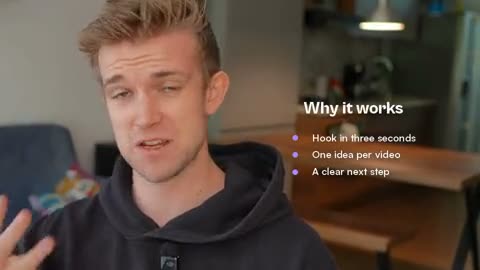 Why it works
Hook in three seconds
One idea per video
A clear next step